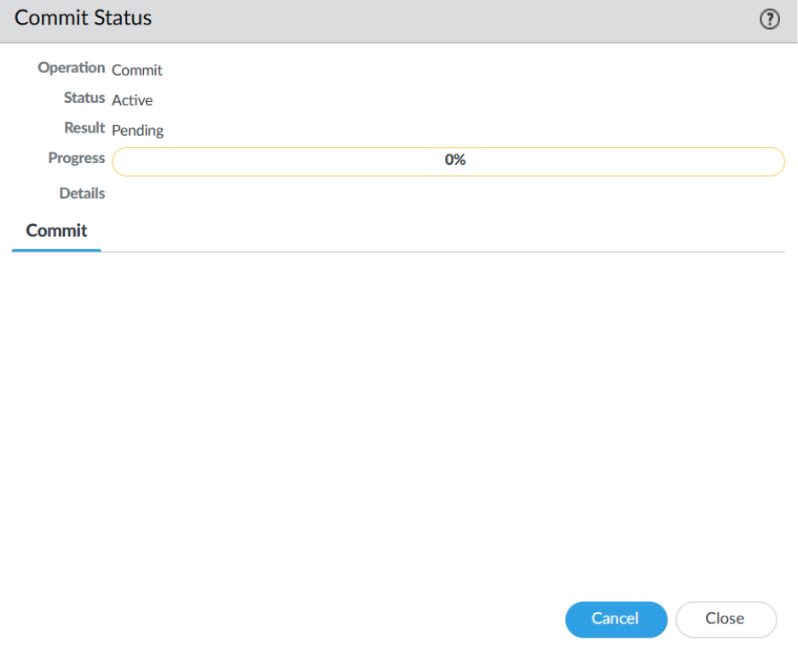 Commit Status
Operation Commit
Status Active
Result Pending
Progress 0%
Details
Commit
Cancel Close